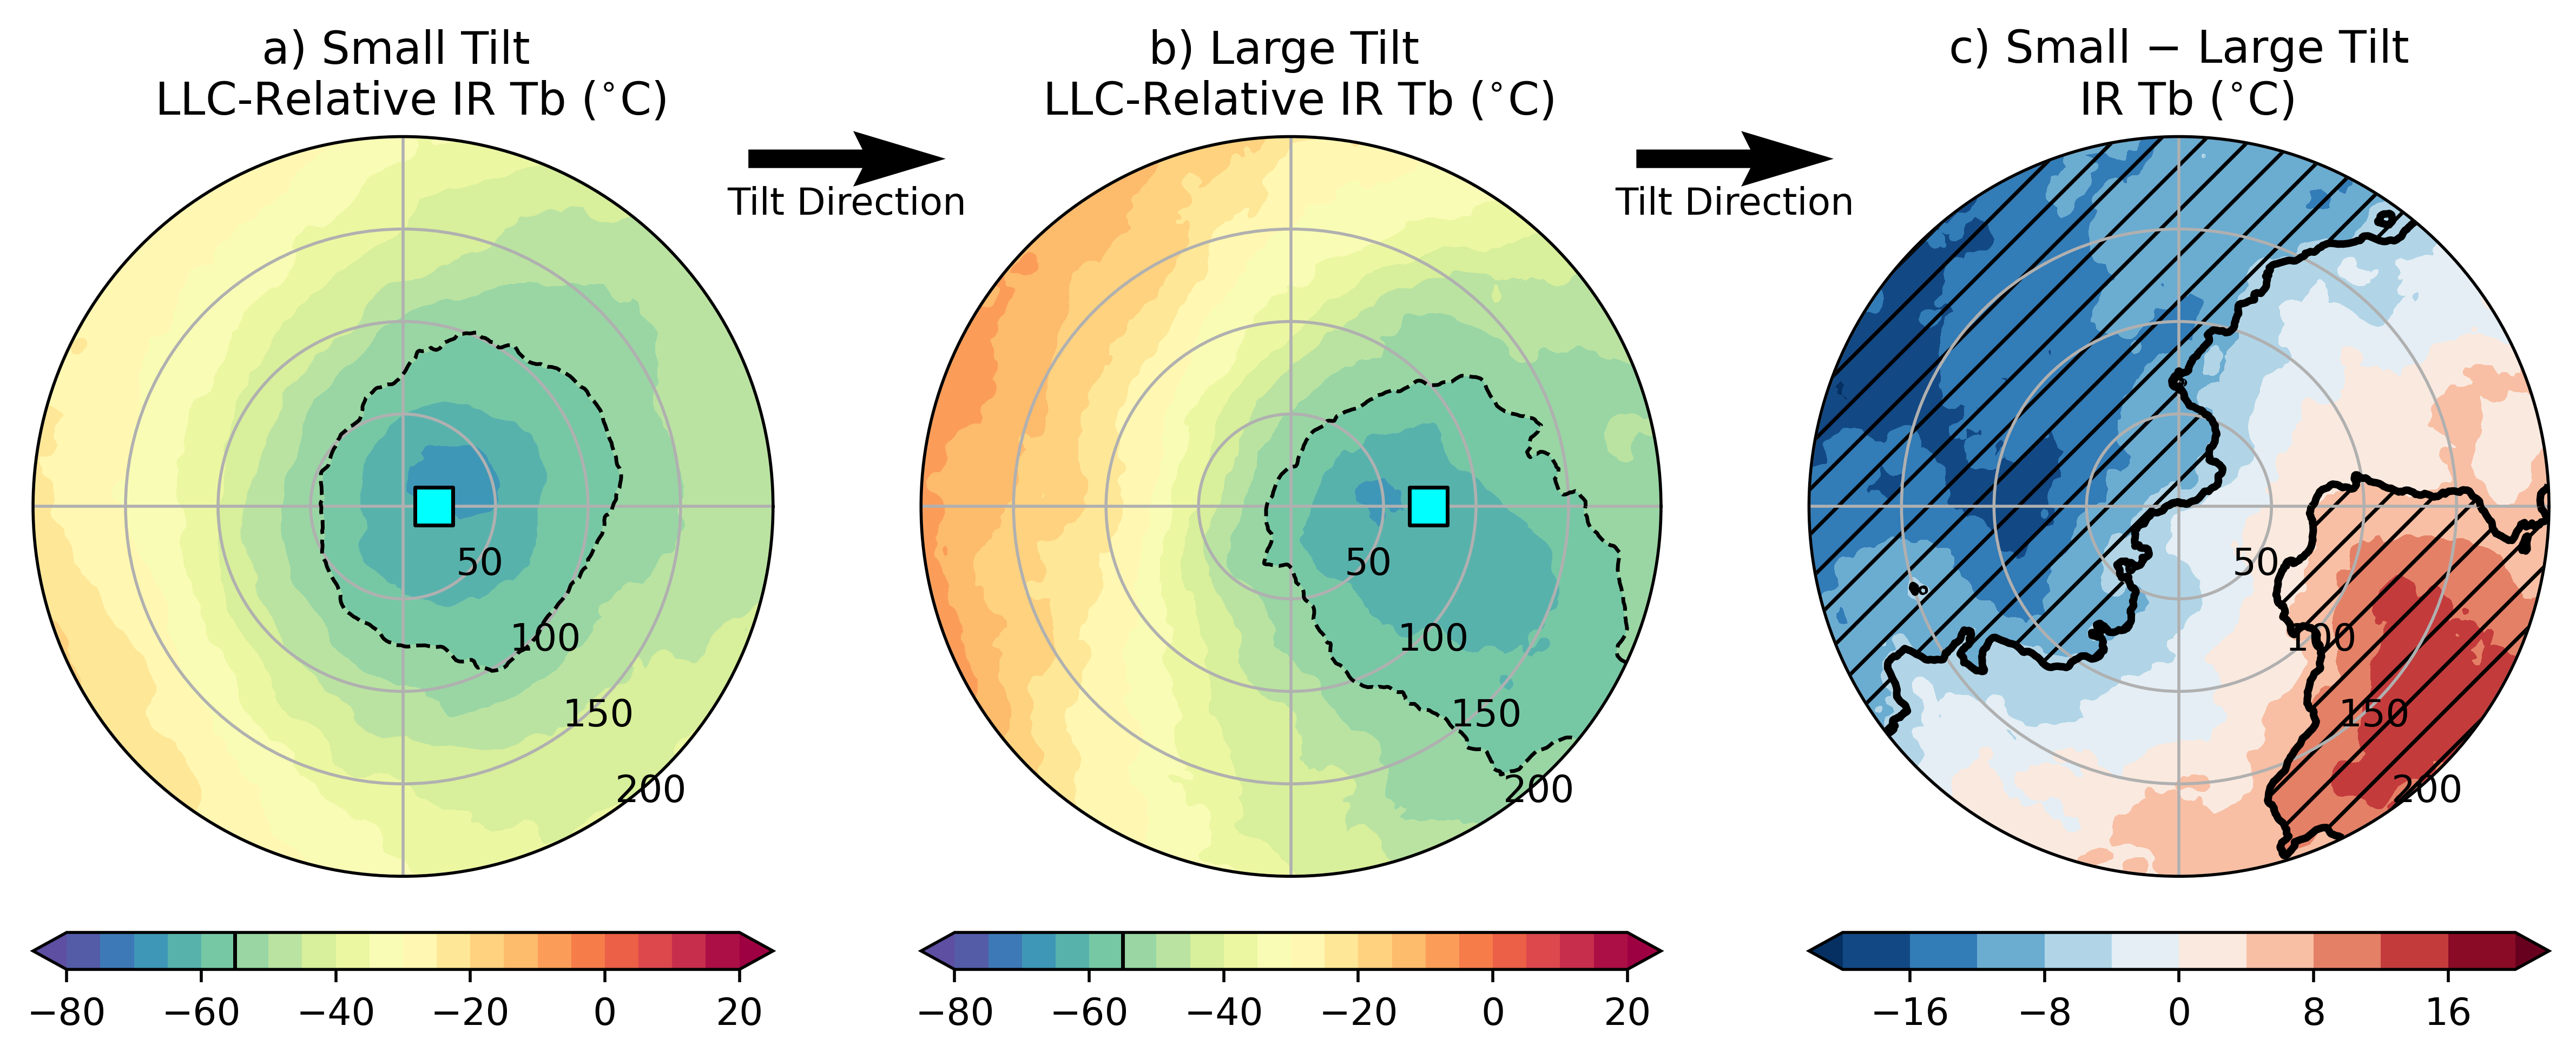 a) Small Tilt
LLC-Relative IR Tb (°C)
b) Large Tilt
LLC-Relative IR Tb (°C)
c) Small − Large Tilt
IR Tb (°C)
Tilt Direction
Tilt Direction
50
100
150
200
50
100
150
200
50
100
150
200
−80 −60 −40 −20 0 20
−80 −60 −40 −20 0 20
−16 −8 0 8 16